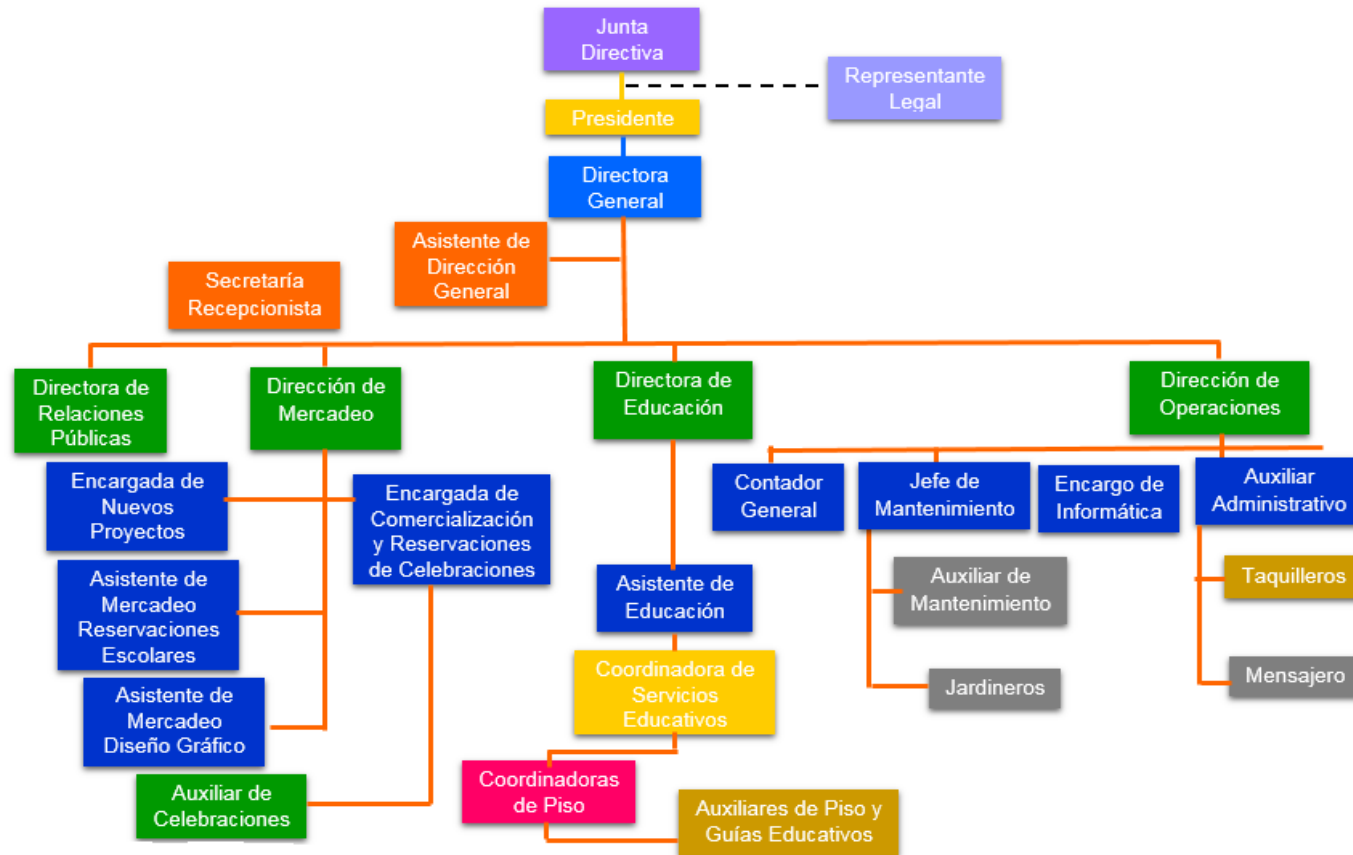 Junta
Directiva
Representante
Legal
Presidente
Directora
General
Asistente de
Dirección
General
Secretaría
Recepcionista
Directora de
Relaciones
Públicas
Dirección de
Mercadeo
Directora de
Educación
Dirección de
Operaciones
Encargada de
Nuevos
Proyectos
Encargada de
Comercialización
y Reservaciones
de Celebraciones
Contador
General
Jefe de
Mantenimiento
Encargo de
Informática
Auxiliar
Administrativo
Asistente de
Mercadeo
Reservaciones
Escolares
Asistente de
Educación
Auxiliar de
Mantenimiento
Taquilleros
Asistente de
Mercadeo
Diseño Gráfico
Coordinadora de
Servicios
Educativos
Jardineros
Mensajero
Auxiliar de
Celebraciones
Coordinadoras
de Piso
Auxiliares de Piso y
Guías Educativos